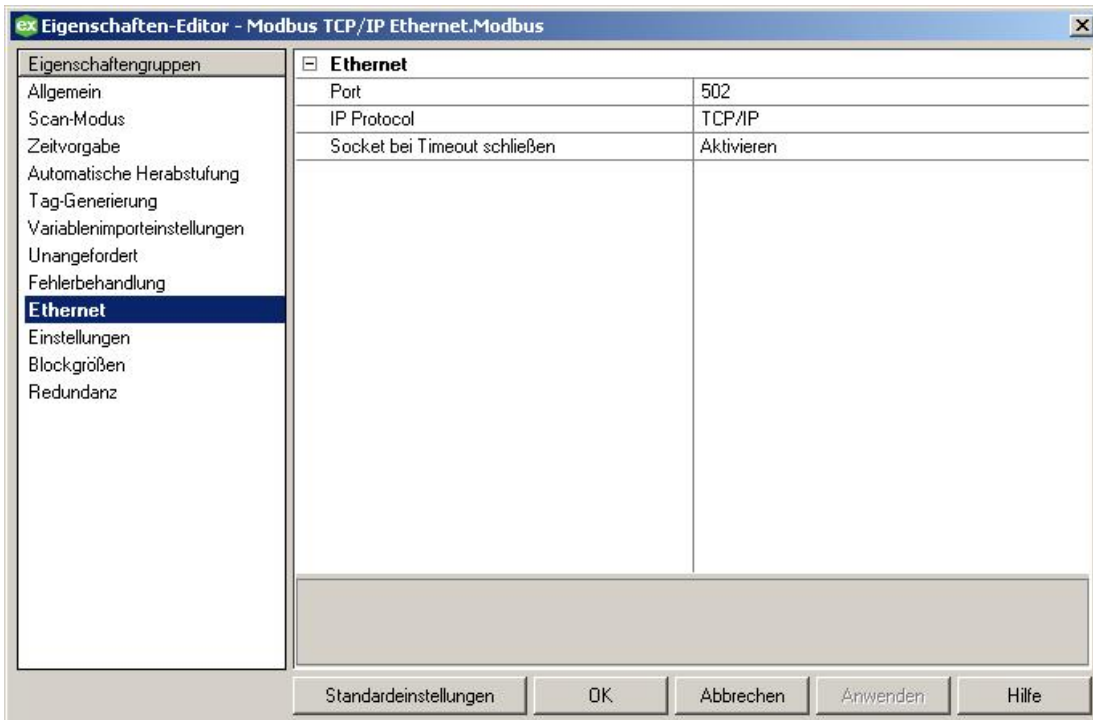 ex Eigenschaften-Editor - Modbus TCP/IP Ethernet.Modbus
Eigenschaftengruppen
Allgemein
Scan-Modus
Zeitvorgabe
Automatische Herabstufung
Tag-Generierung
Variablenimporteinstellungen
Unangefordert
Fehlerbehandlung
Ethernet
Einstellungen
Blockgrößen
Redundanz
Ethernet
Port 502
IP Protocol TCP/IP
Socket bei Timeout schließen Aktivieren
Standardeinstellungen OK Abbrechen Anwenden Hilfe